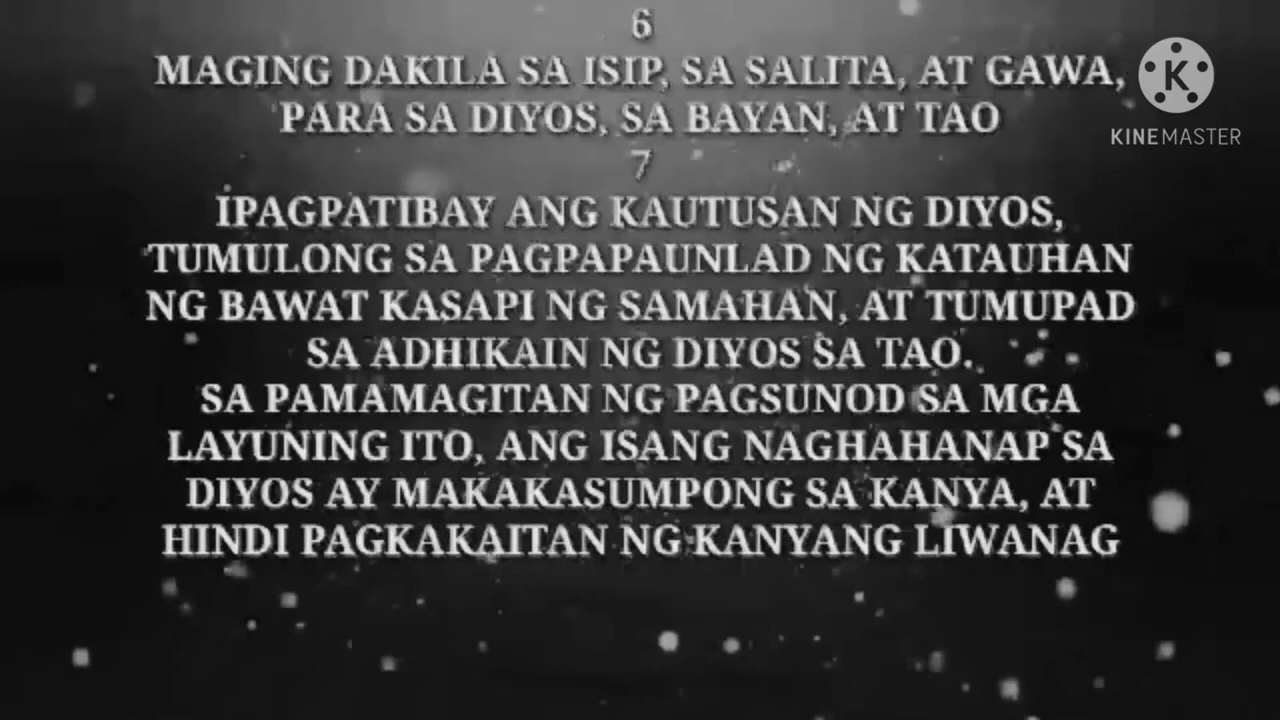 6
MAGING DAKILA SA ISIP, SA SALITA, AT GAWA,
PARA SA DIYOS, SA BAYAN, AT TAO
7
IPAGPATIBAY ANG KAUTUSAN NG DIYOS,
TUMULONG SA PAGPAPAUNLAD NG KATAUHAN
NG BAWAT KASAPI NG SAMAHAN, AT TUMUPAD
SA ADHIKAIN NG DIYOS SA TAO.
SA PAMAMAGITAN NG PAGSUNOD SA MGA
LAYUNING ITO, ANG ISANG NAGHAHANAP SA
DIYOS AY MAKAKASUMPONG SA KANYA, AT
HINDI PAGKAKAITAN NG KANYANG LIWANAG
K
KINEMASTER